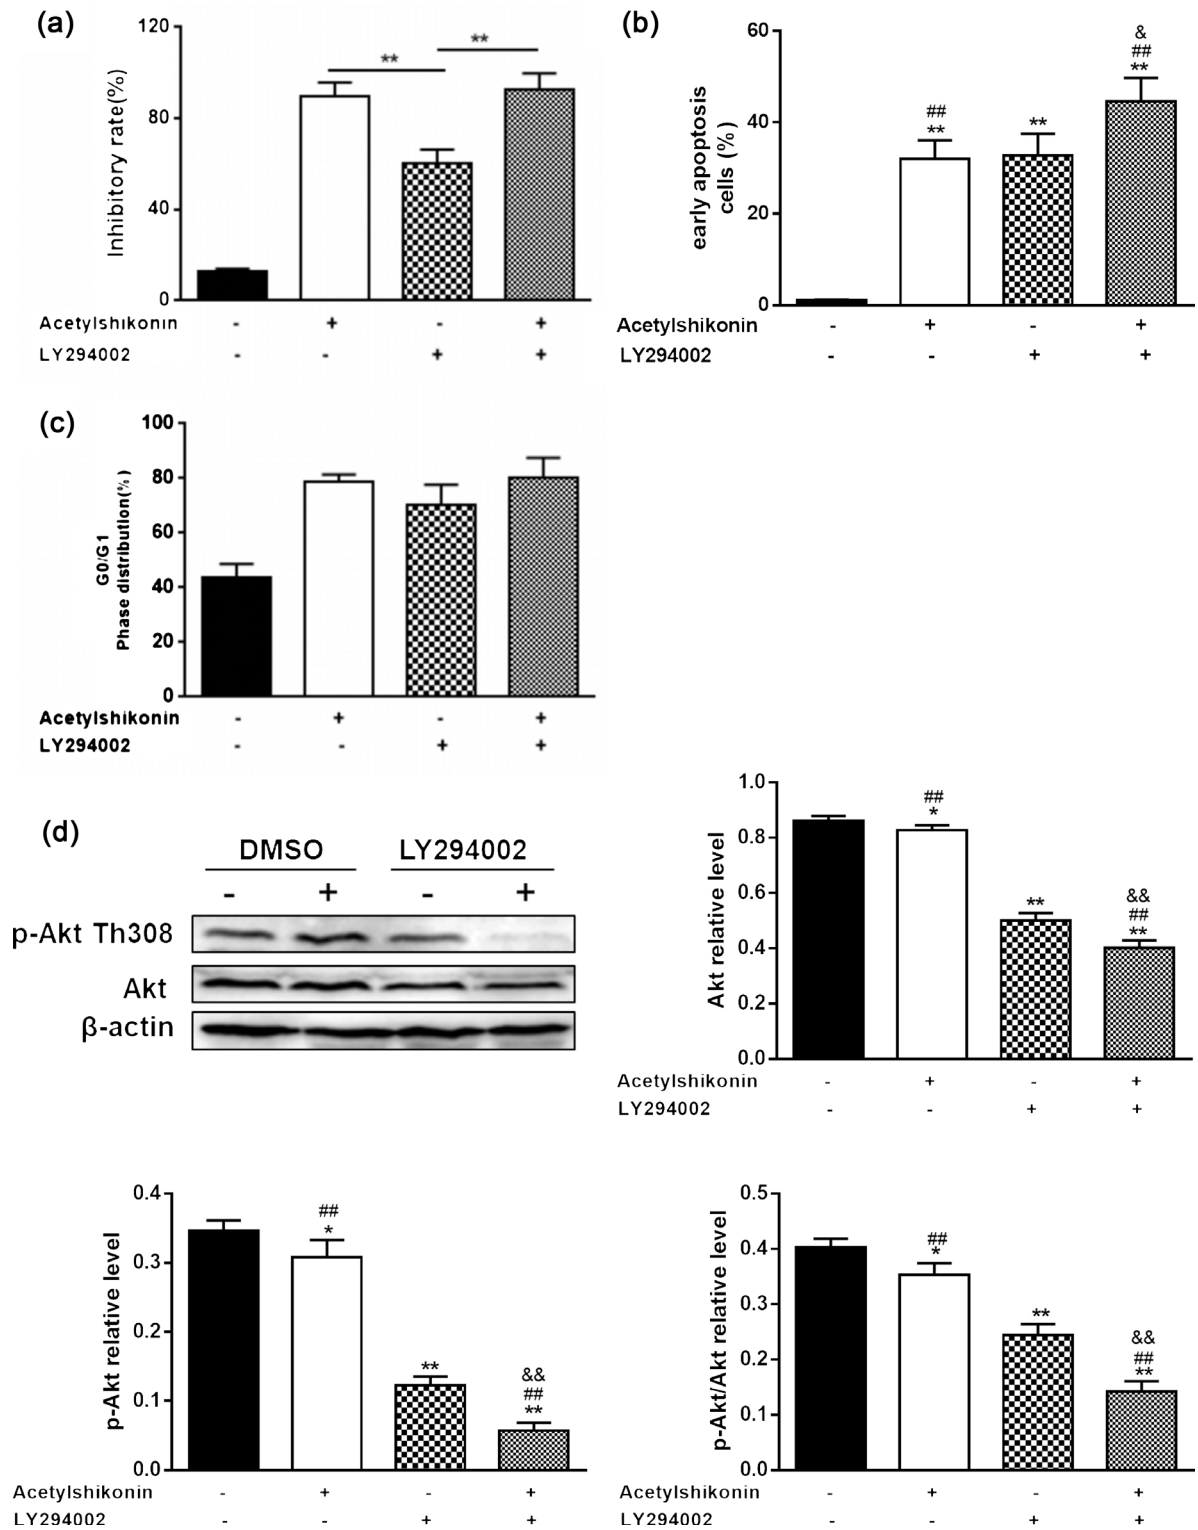 (a)
120
80
40
0
Inhibitory rate(%)
**
**
Acetylshikonin - + - +
LY294002 - - + +
(b)
60
40
20
0
early apoptosis
cells (%)
##
**
**
&
##
**
Acetylshikonin - + - +
LY294002 - - + +
(c)
100
80
60
40
20
0
G0/G1
Phase distribution(%)
Acetylshikonin - + - +
LY294002 - - + +
(d)
DMSO LY294002
- + - +
p-Akt Th308
Akt
β-actin
1.0
0.8
0.6
0.4
0.2
0.0
Akt relative level
##
*
**
&&
##
**
Acetylshikonin - + - +
LY294002 - - + +
0.4
0.3
0.2
0.1
0.0
p-Akt relative level
##
*
**
&&
##
**
Acetylshikonin - + - +
LY294002 - - + +
0.5
0.4
0.3
0.2
0.1
0.0
p-Akt/Akt relative level
##
*
**
&&
##
**
Acetylshikonin - + - +
LY294002 - - + +